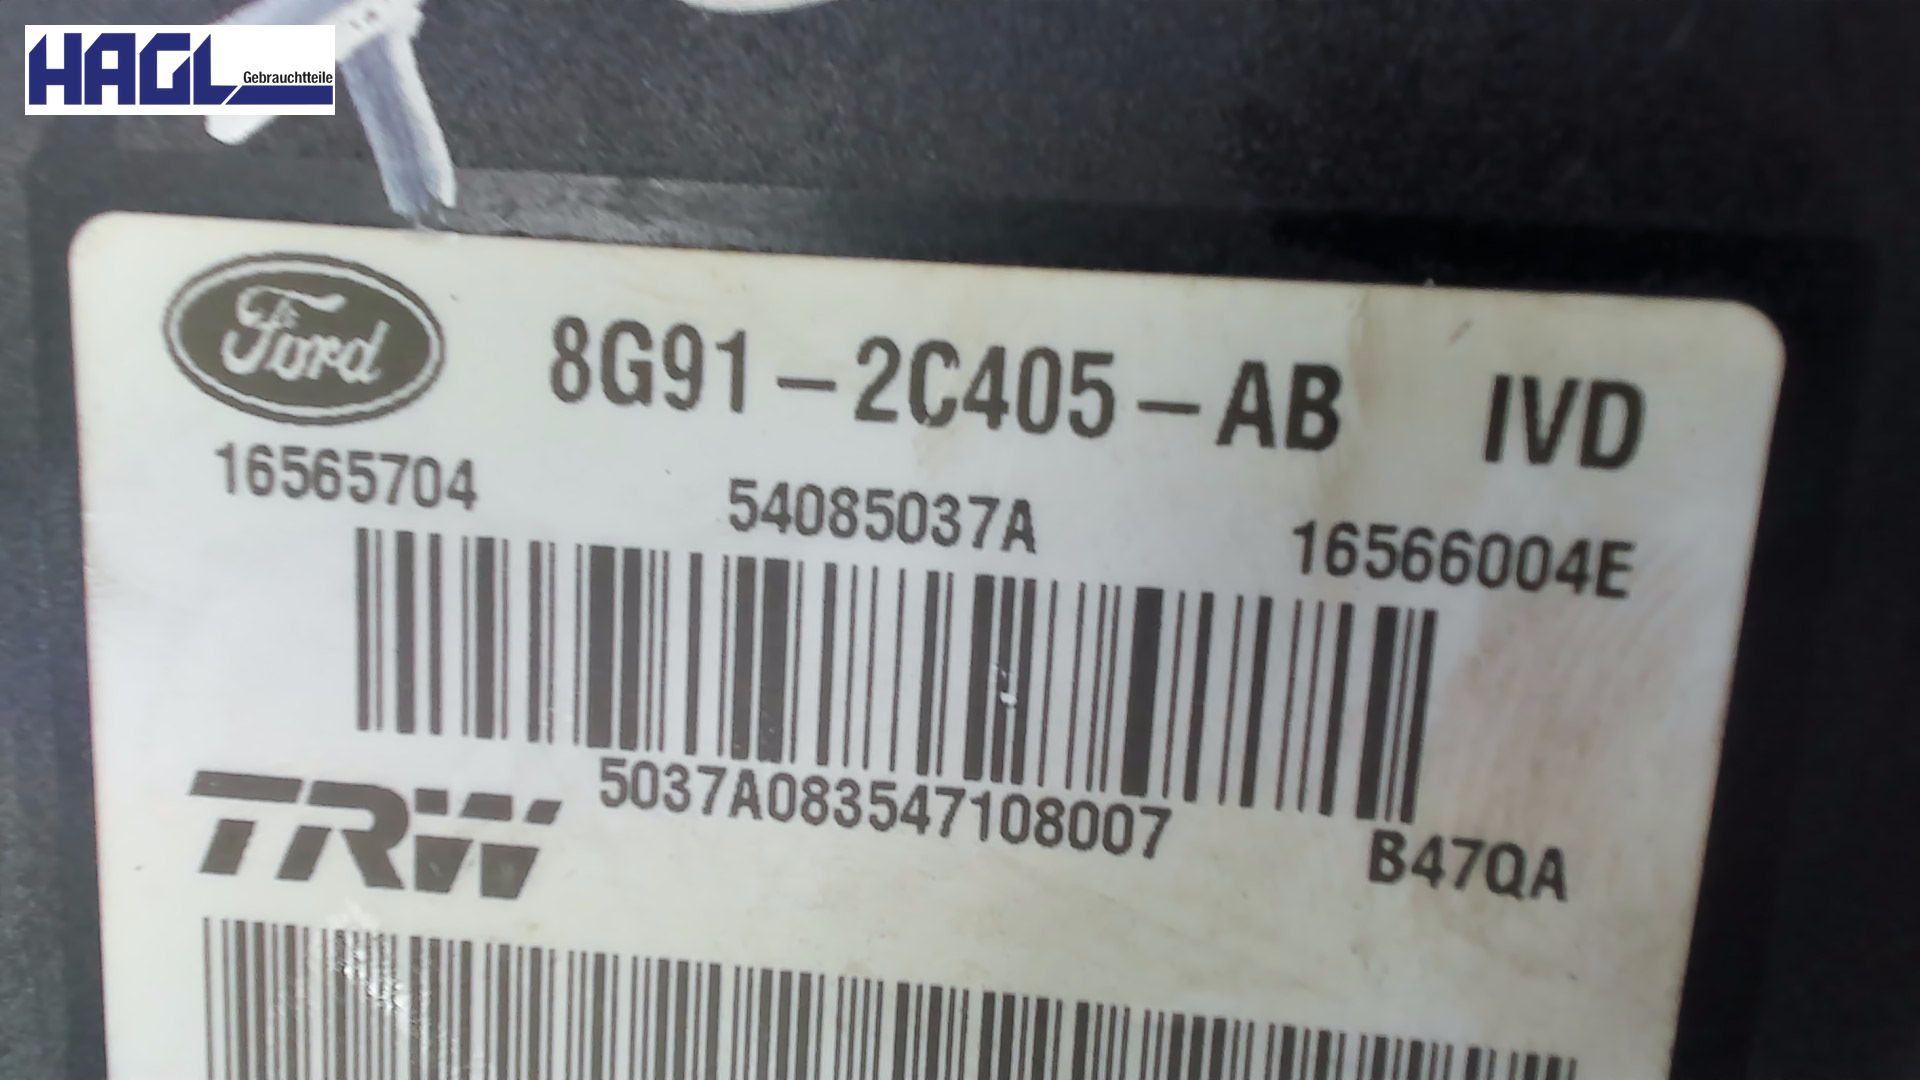 HAGL
Gebrauchtteile
Ford 8G91-2C405-AB IVD
16565704 54085037A 16566004E
5037A083547108007
TRW B47QA